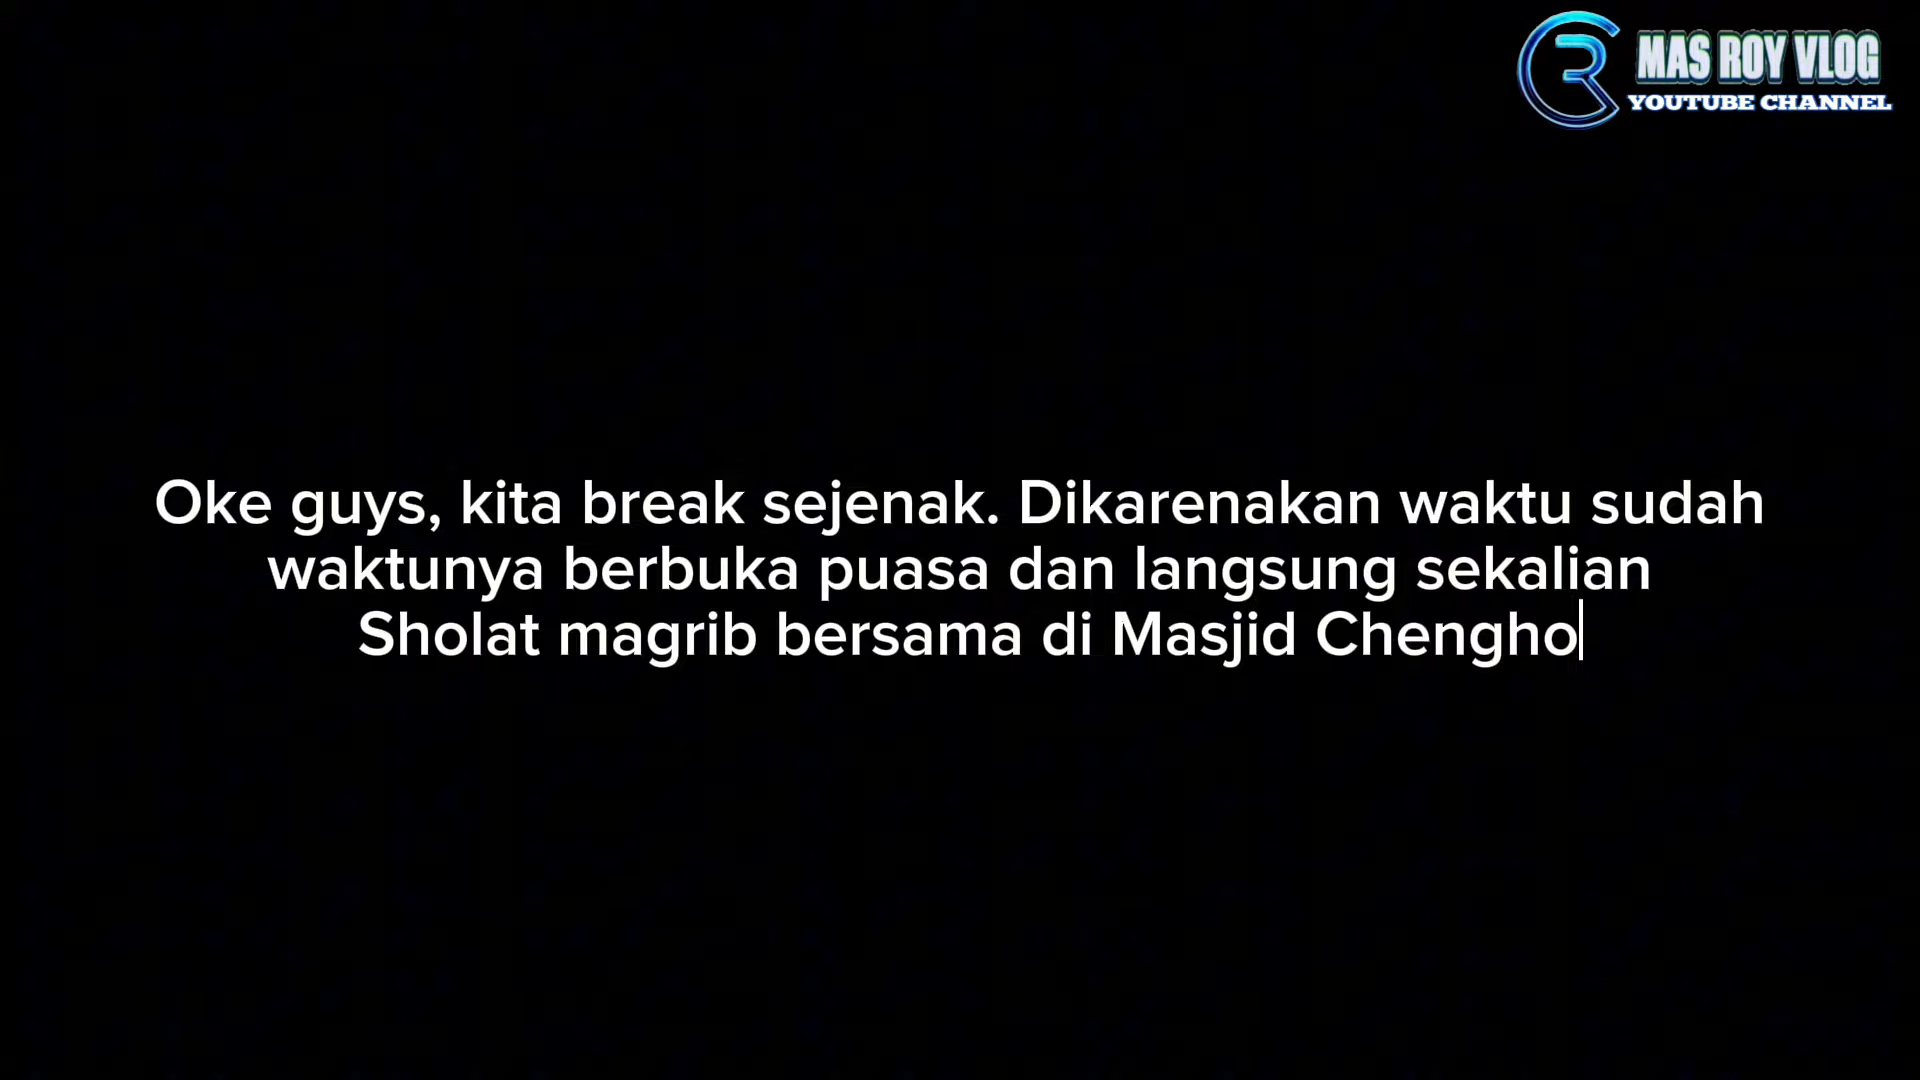 MAS ROY VLOG
YOUTUBE CHANNEL
Oke guys, kita break sejenak. Dikarenakan waktu sudah
waktunya berbuka puasa dan langsung sekalian
Sholat magrib bersama di Masjid Chengho